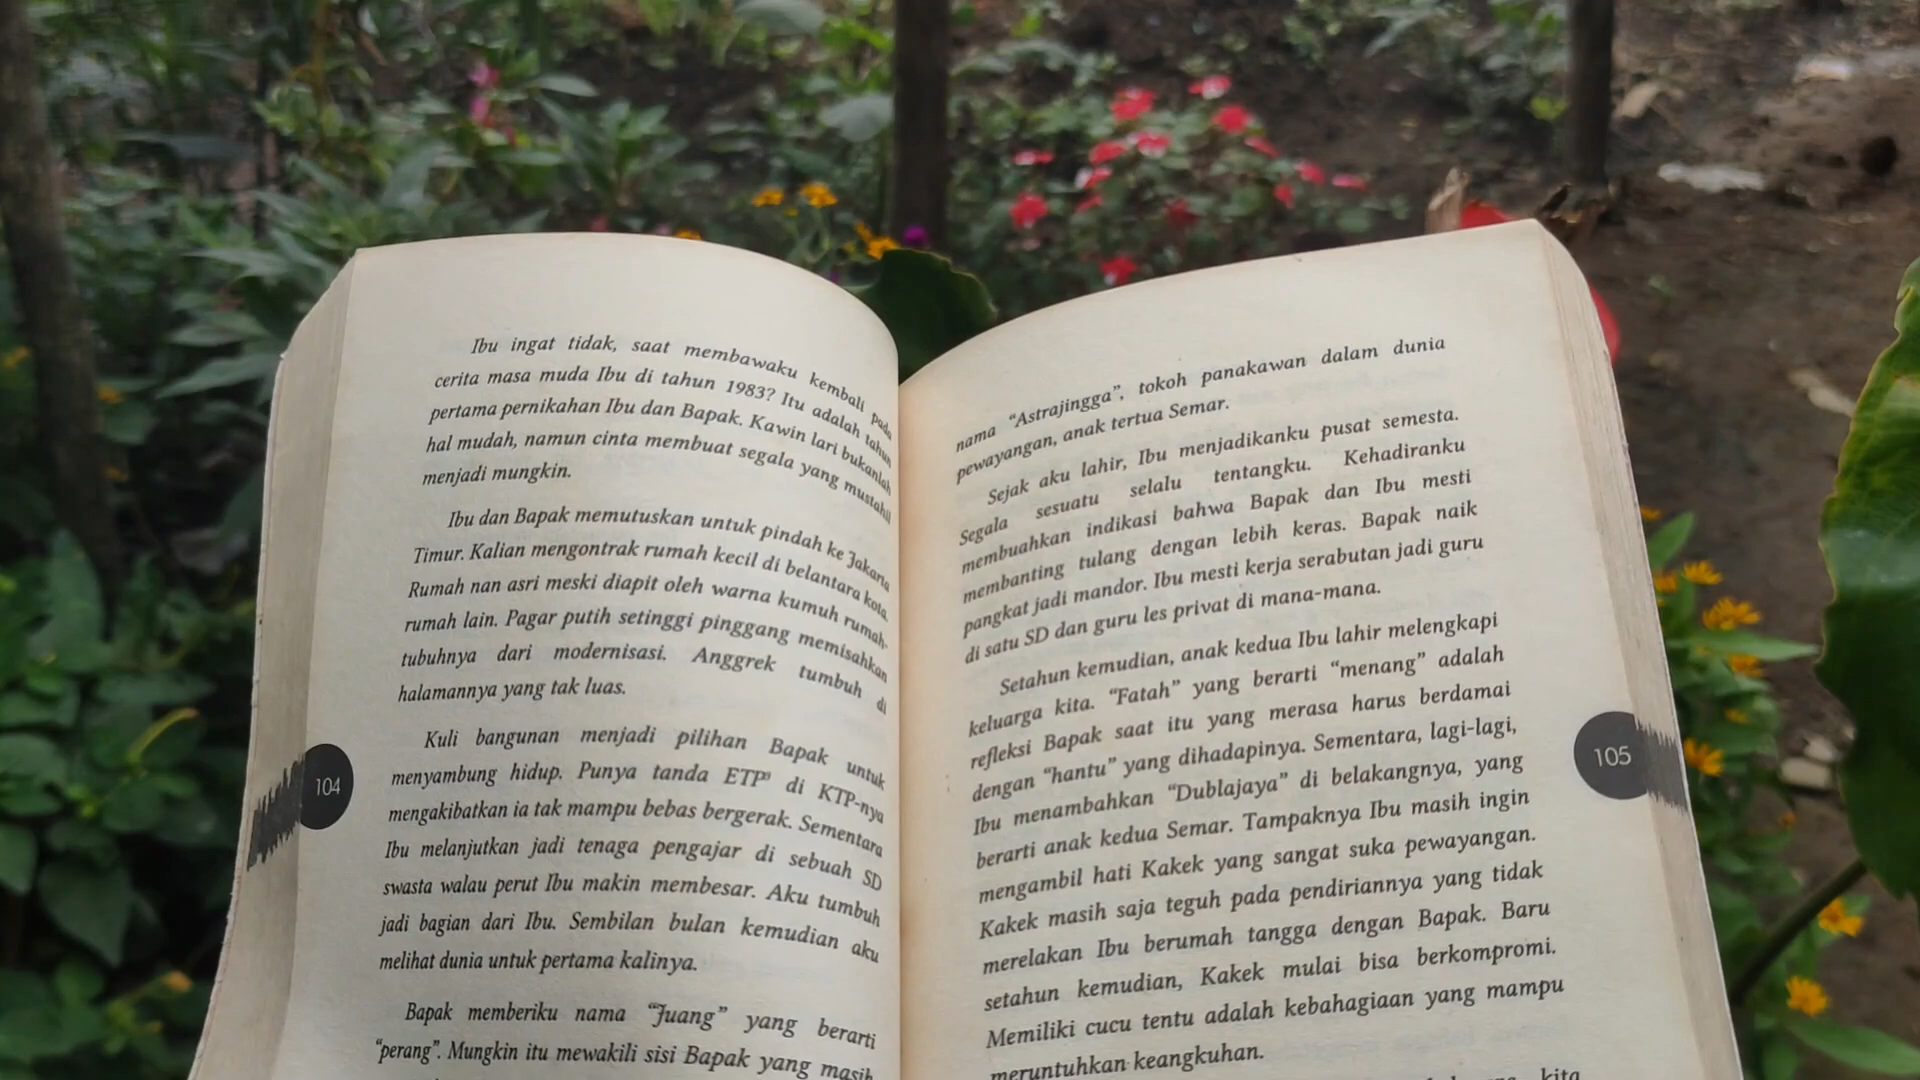 Ibu ingat tidak, saat membawaku kembali pada
cerita masa muda Ibu di tahun 1983? Itu adalah tahun
pertama pernikahan Ibu dan Bapak. Kawin lari bukanlah
hal mudah, namun cinta membuat segala yang mustahil
menjadi mungkin.
Ibu dan Bapak memutuskan untuk pindah ke Jakarta
Timur. Kalian mengontrak rumah kecil di belantara kota.
Rumah nan asri meski diapit oleh warna kumuh rumah-
rumah lain. Pagar putih setinggi pinggang memisahkan
tubuhnya dari modernisasi. Anggrek tumbuh di
halamannya yang tak luas.
Kuli bangunan menjadi pilihan Bapak untuk
menyambung hidup. Punya tanda ETP⁹ di KTP-nya
mengakibatkan ia tak mampu bebas bergerak. Sementara
Ibu melanjutkan jadi tenaga pengajar di sebuah SD
swasta walau perut Ibu makin membesar. Aku tumbuh
jadi bagian dari Ibu. Sembilan bulan kemudian aku
melihat dunia untuk pertama kalinya.
Bapak memberiku nama “Juang” yang berarti
“perang”. Mungkin itu mewakili sisi Bapak yang masih
104
nama “Astrajingga”, tokoh panakawan dalam dunia
pewayangan, anak tertua Semar.
Sejak aku lahir, Ibu menjadikanku pusat semesta.
Segala sesuatu selalu tentangku. Kehadiranku
membuahkan indikasi bahwa Bapak dan Ibu mesti
membanting tulang dengan lebih keras. Bapak naik
pangkat jadi mandor. Ibu mesti kerja serabutan jadi guru
di satu SD dan guru les privat di mana-mana.
Setahun kemudian, anak kedua Ibu lahir melengkapi
keluarga kita. “Fatah” yang berarti “menang” adalah
refleksi Bapak saat itu yang merasa harus berdamai
dengan “hantu” yang dihadapinya. Sementara, lagi-lagi,
Ibu menambahkan “Dublajaya” di belakangnya, yang
berarti anak kedua Semar. Tampaknya Ibu masih ingin
mengambil hati Kakek yang sangat suka pewayangan.
Kakek masih saja teguh pada pendiriannya yang tidak
merelakan Ibu berumah tangga dengan Bapak. Baru
setahun kemudian, Kakek mulai bisa berkompromi.
Memiliki cucu tentu adalah kebahagiaan yang mampu
meruntuhkan keangkuhan.
kita
105